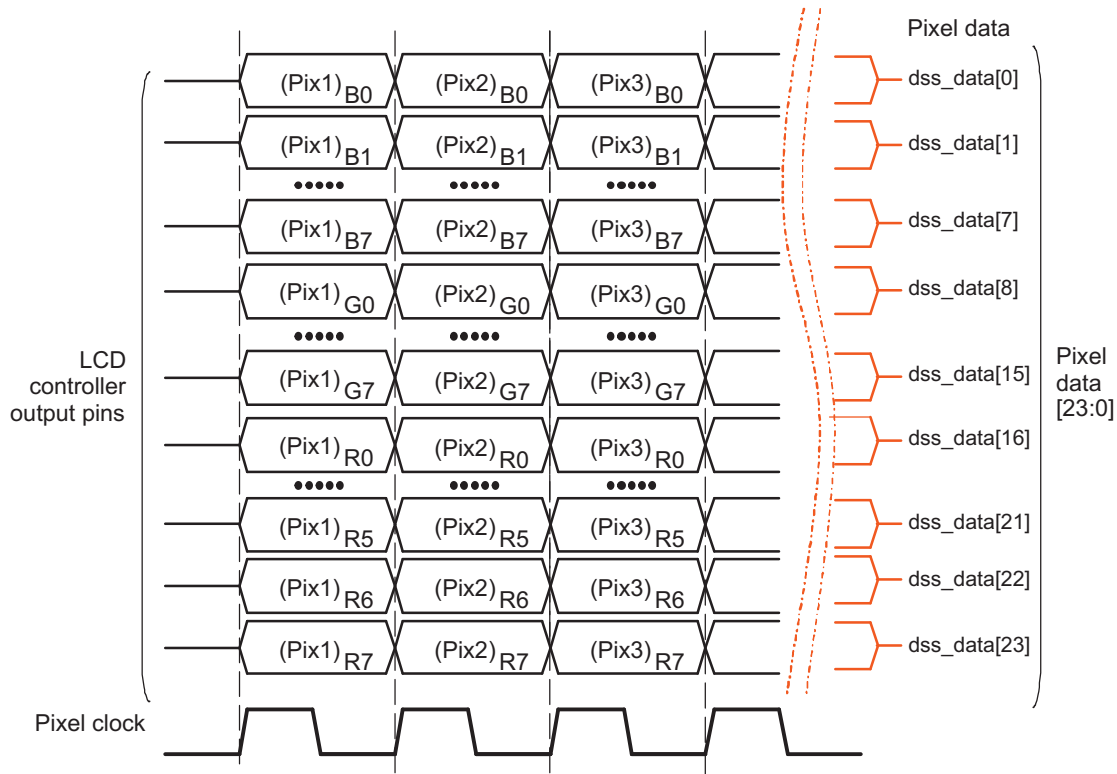 Pixel data
(Pix1)B0 (Pix2)B0 (Pix3)B0 dss_data[0]
(Pix1)B1 (Pix2)B1 (Pix3)B1 dss_data[1]
(Pix1)B7 (Pix2)B7 (Pix3)B7 dss_data[7]
(Pix1)G0 (Pix2)G0 (Pix3)G0 dss_data[8]
LCD
controller
output pins
(Pix1)G7 (Pix2)G7 (Pix3)G7 dss_data[15]
Pixel
data
[23:0]
(Pix1)R0 (Pix2)R0 (Pix3)R0 dss_data[16]
(Pix1)R5 (Pix2)R5 (Pix3)R5 dss_data[21]
(Pix1)R6 (Pix2)R6 (Pix3)R6 dss_data[22]
(Pix1)R7 (Pix2)R7 (Pix3)R7 dss_data[23]
Pixel clock